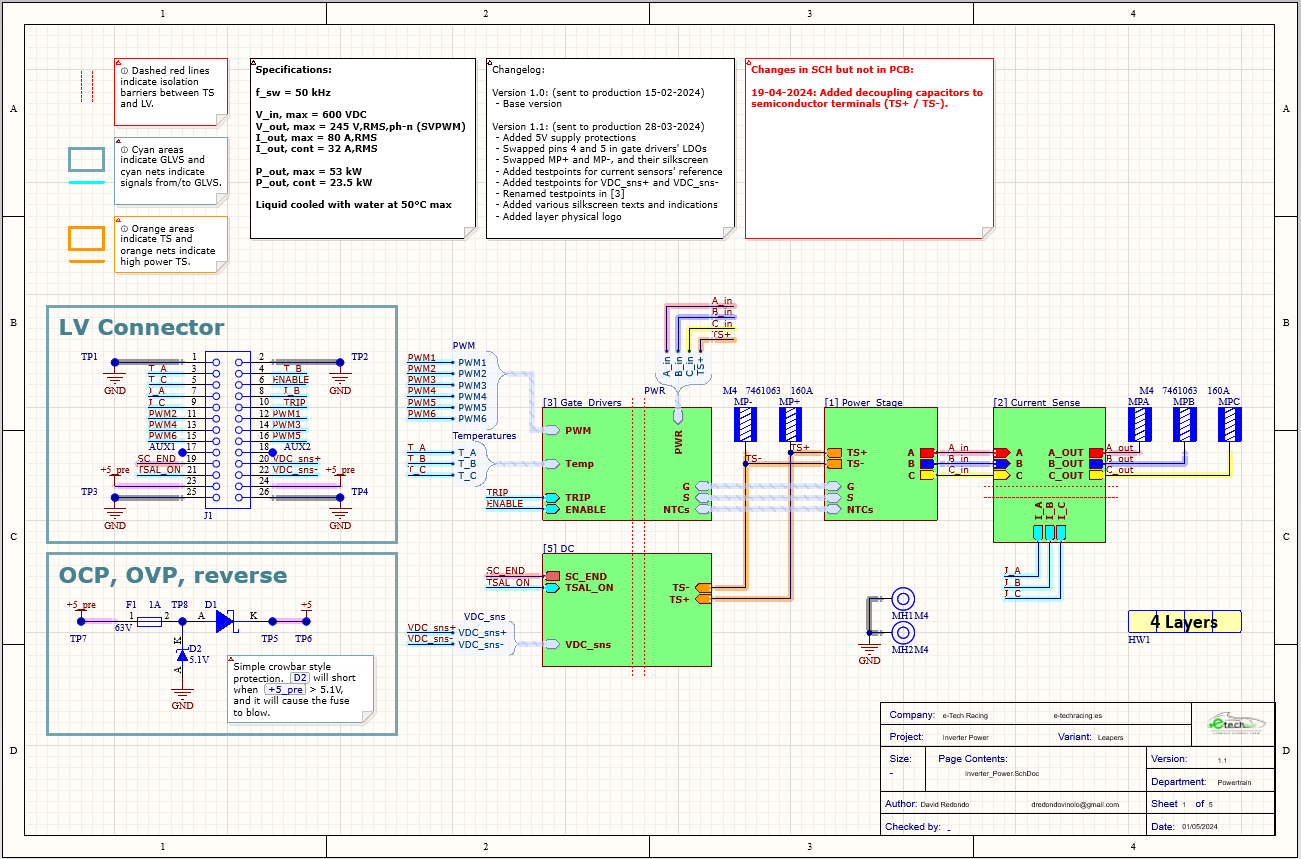 1 2 3 4
A
B
C
D
ⓘ Dashed red lines
indicate isolation
barriers between TS
and LV.
ⓘ Cyan areas
indicate GLVS and
cyan nets indicate
signals from/to GLVS.
ⓘ Orange areas
indicate TS and
orange nets indicate
high power TS.
Specifications:
f_sw = 50 kHz
V_in, max = 600 VDC
V_out, max = 245 V,RMS,ph-n (SVPWM)
I_out, max = 80 A,RMS
I_out, cont = 32 A,RMS
P_out, max = 53 kW
P_out, cont = 23.5 kW
Liquid cooled with water at 50ºC max
Changelog:
Version 1.0: (sent to production 15-02-2024)
- Base version
Version 1.1: (sent to production 28-03-2024)
- Added 5V supply protections
- Swapped pins 4 and 5 in gate drivers' LDOs
- Swapped MP+ and MP-, and their silkscreen
- Added testpoints for current sensors' reference
- Added testpoints for VDC_sns+ and VDC_sns-
- Renamed testpoints in [3]
- Added various silkscreen texts and indications
- Added layer physical logo
Changes in SCH but not in PCB:
19-04-2024: Added decoupling capacitors to
semiconductor terminals (TS+ / TS-).
LV Connector
TP1 1 2 TP2
T_A 3 4 T_B
T_C 5 6 ENABLE
GND GND
I_A 7 8 I_B
I_C 9 10 TRIP
PWM2 11 12 PWM1
PWM4 13 14 PWM3
PWM6 15 16 PWM5
AUX1 17 18 AUX2
SC_END 19 20 VDC_sns+
TSAL_ON 21 22 VDC_sns-
+5_pre +5_pre
23 24
TP3 25 26 TP4
GND J1 GND
OCP, OVP, reverse
+5_pre F1 1A TP8 D1 +5
1 2 A K
TP7 63V TP5 TP6
K D2
5.1V
A
GND
Simple crowbar style
protection. D2 will short
when +5_pre > 5.1V,
and it will cause the fuse
to blow.
PWM
PWM1 PWM1
PWM2 PWM2
PWM3 PWM3
PWM4 PWM4
PWM5 PWM5
PWM6 PWM6
Temperatures
T_A T_A
T_B T_B
T_C T_C
TRIP
ENABLE
A_in
B_in
C_in
TS+
A_in
B_in
C_in
TS+
PWR
[3] Gate_Drivers
PWM
Temp
TRIP
ENABLE
PWR
G
S
NTCs
M4 7461063 160A
MP- MP+
TS+
TS-
[1] Power_Stage
TS+ A
TS- B
C
G
S
NTCs
A_in
B_in
C_in
[2] Current_Sense
A A_OUT
B B_OUT
C C_OUT
I_A
I_B
I_C
A_out
B_out
C_out
M4 7461063 160A
MPA MPB MPC
I_A
I_B
I_C
[5] DC
SC_END SC_END
TSAL_ON TSAL_ON
TS-
TS+
VDC_sns
VDC_sns+ VDC_sns+
VDC_sns- VDC_sns-
VDC_sns
MH1M4
MH2M4
GND
4 Layers
HW1
Company: e-Tech Racing e-techracing.es
Project: Inverter Power Variant: Leapers
e tech
Size: Page Contents: Version: 1.1
- Inverter_Power.SchDoc
Department: Powertrain
Author: David Redondo dredondovinolo@gmail.com Sheet 1 of 5
Checked by: - Date: 01/05/2024
A
B
C
D
1 2 3 4